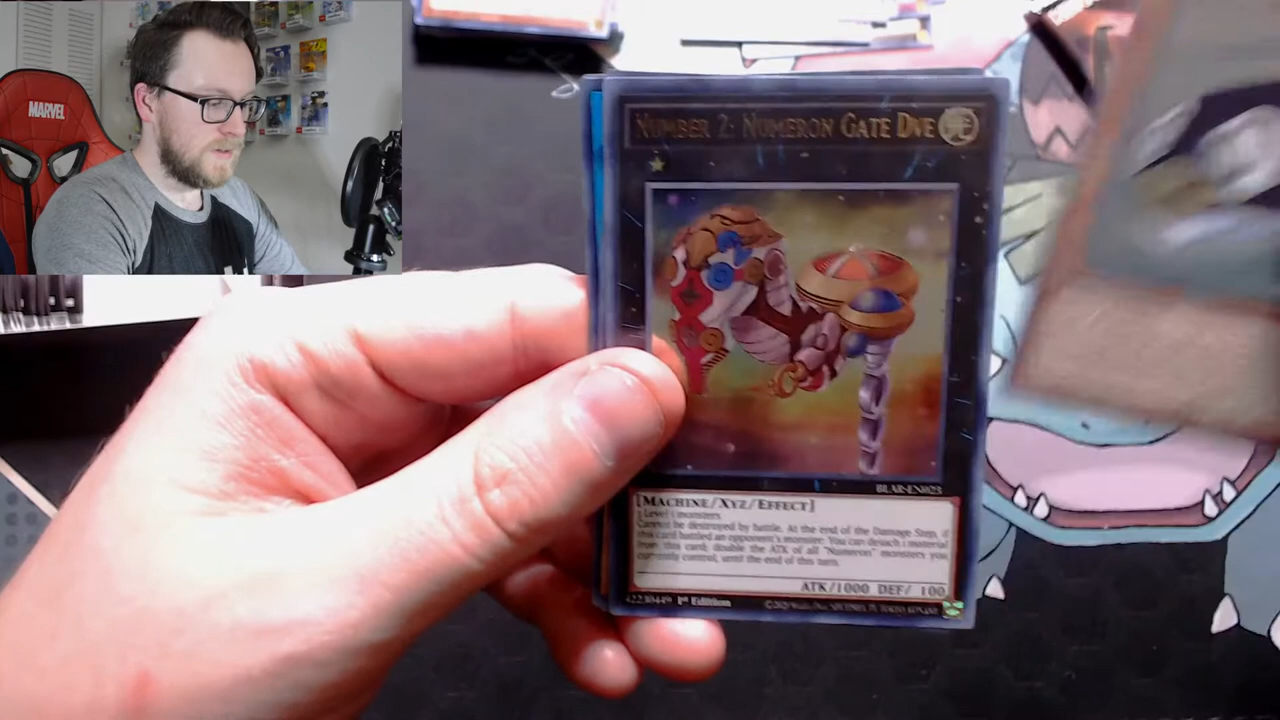 MARVEL
NUMBER 2: NUMERON GATE DVE
BLAR-EN023
[MACHINE/XYZ/EFFECT]
3 Level 1 monsters
Cannot be destroyed by battle. At the end of the Damage Step, if
this card battled an opponent's monster: You can detach 1 material
from this card; double the ATK of all "Numeron" monsters you
currently control, until the end of this turn.
ATK/1000 DEF/ 100
1st Edition